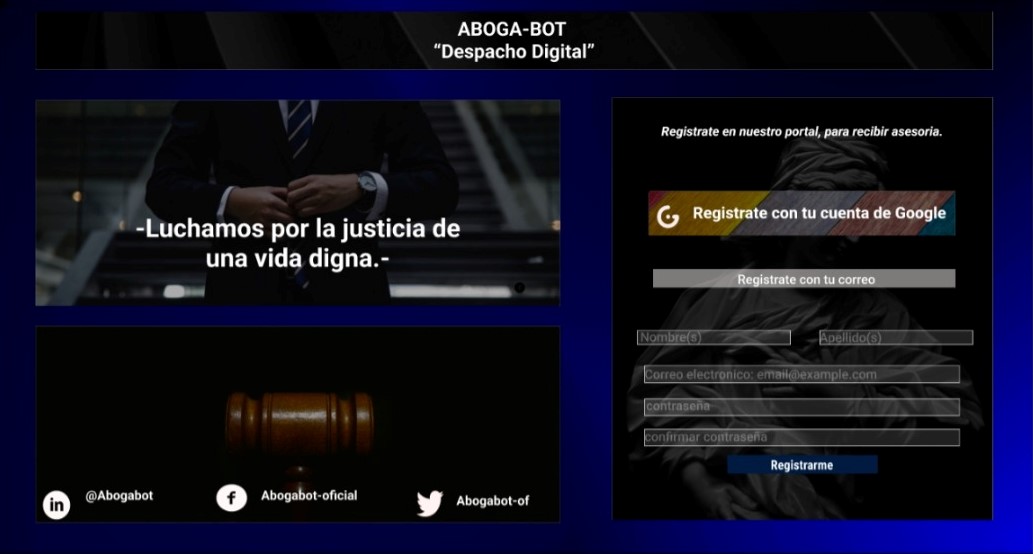 ABOGA-BOT
“Despacho Digital”
-Luchamos por la justicia de
una vida digna.-
@Abogabot
Abogabot-oficial
Abogabot-of
Registrate en nuestro portal, para recibir asesoria.
Registrate con tu cuenta de Google
Registrate con tu correo
Nombre(s)
Apellido(s)
Correo electronico: email@example.com
contraseña
confirmar contraseña
Registrarme